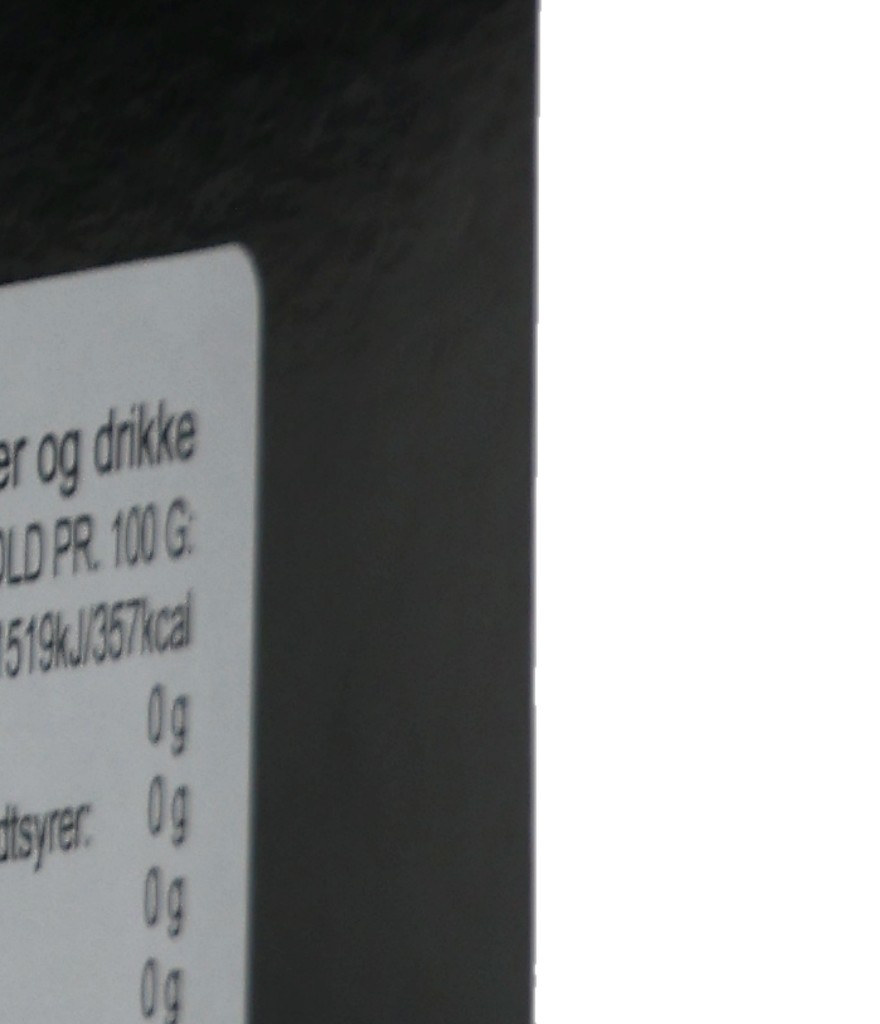 er og drikke
OLD PR. 100 G:
1519kJ/357kcal
0 g
dtsyrer: 0 g
0 g
0 g